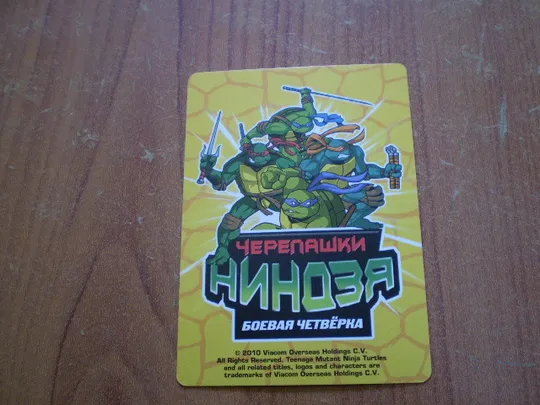 ЧЕРЕПАШКИ
НИНДЗЯ
БОЕВАЯ ЧЕТВЁРКА
© 2010 Viacom Overseas Holdings C.V.
All Rights Reserved. Teenage Mutant Ninja Turtles
and all related titles, logos and characters are
trademarks of Viacom Overseas Holdings C.V.